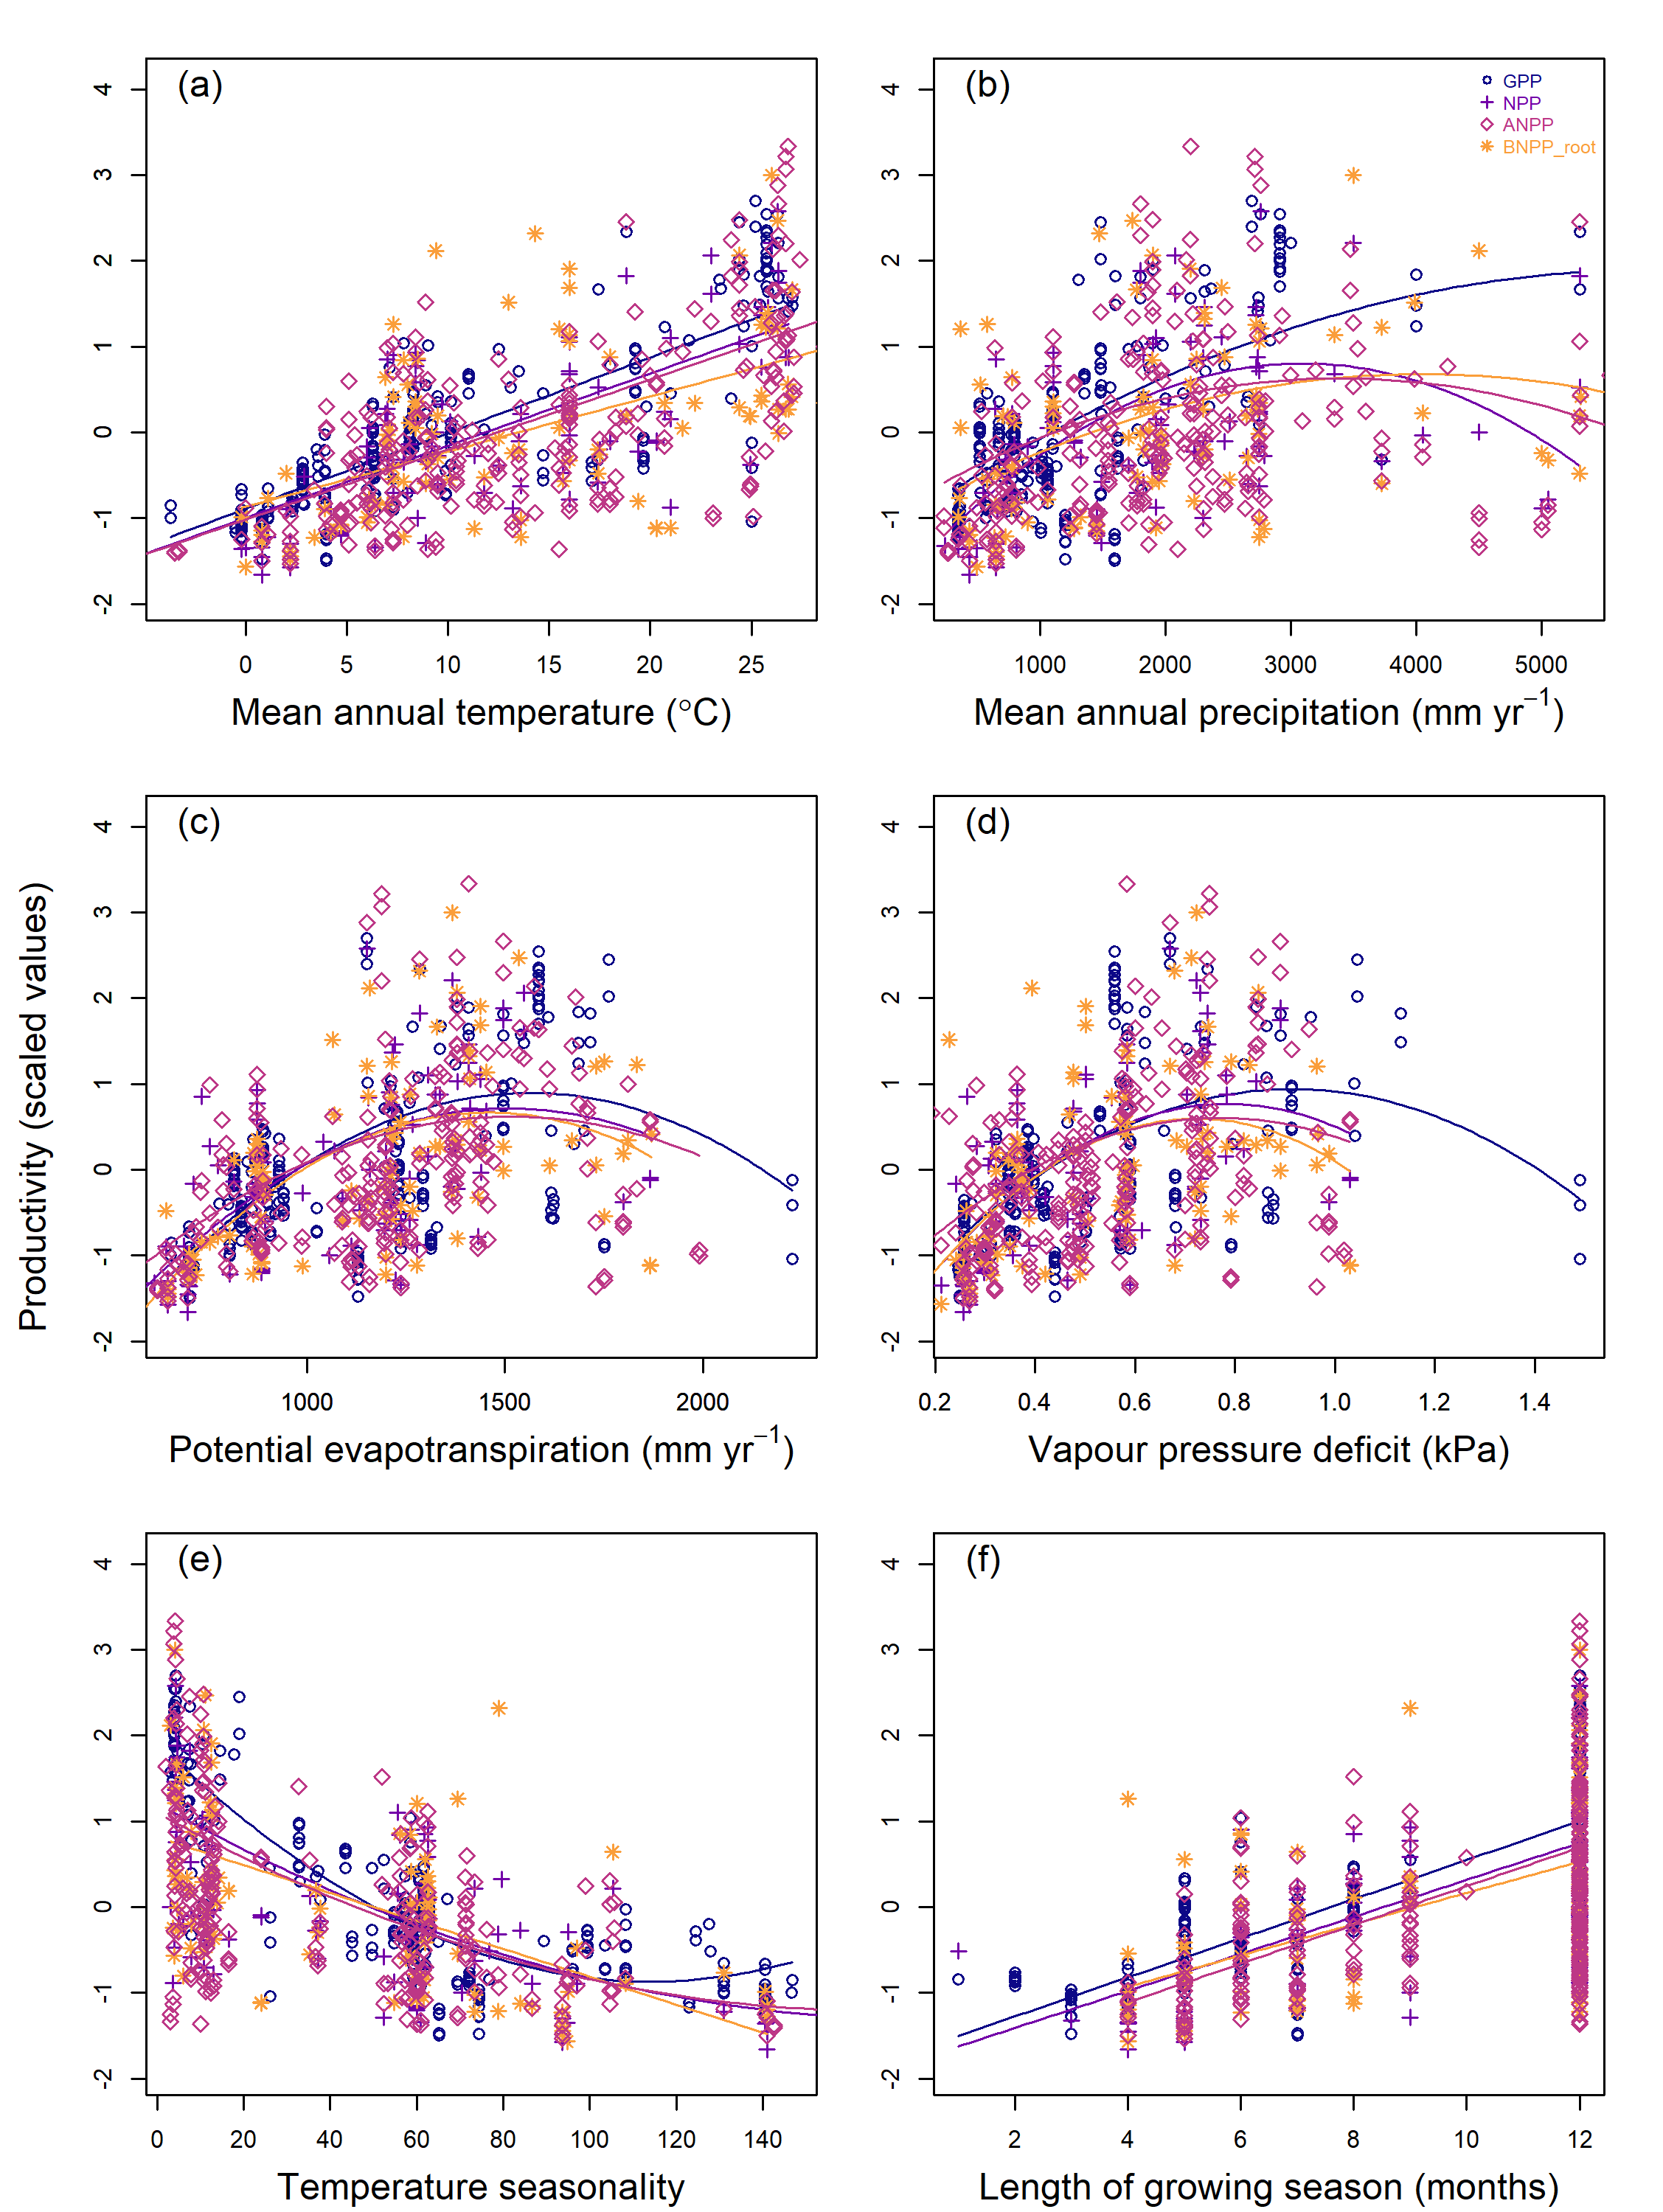 (a)
4
3
2
1
0
-1
-2
0 5 10 15 20 25
Mean annual temperature (°C)
(b)
GPP
NPP
ANPP
BNPP_root
4
3
2
1
0
-1
-2
1000 2000 3000 4000 5000
Mean annual precipitation (mm yr−1)
Productivity (scaled values)
(c)
4
3
2
1
0
-1
-2
1000 1500 2000
Potential evapotranspiration (mm yr−1)
(d)
4
3
2
1
0
-1
-2
0.2 0.4 0.6 0.8 1.0 1.2 1.4
Vapour pressure deficit (kPa)
(e)
4
3
2
1
0
-1
-2
0 20 40 60 80 100 120 140
Temperature seasonality
(f)
4
3
2
1
0
-1
-2
2 4 6 8 10 12
Length of growing season (months)